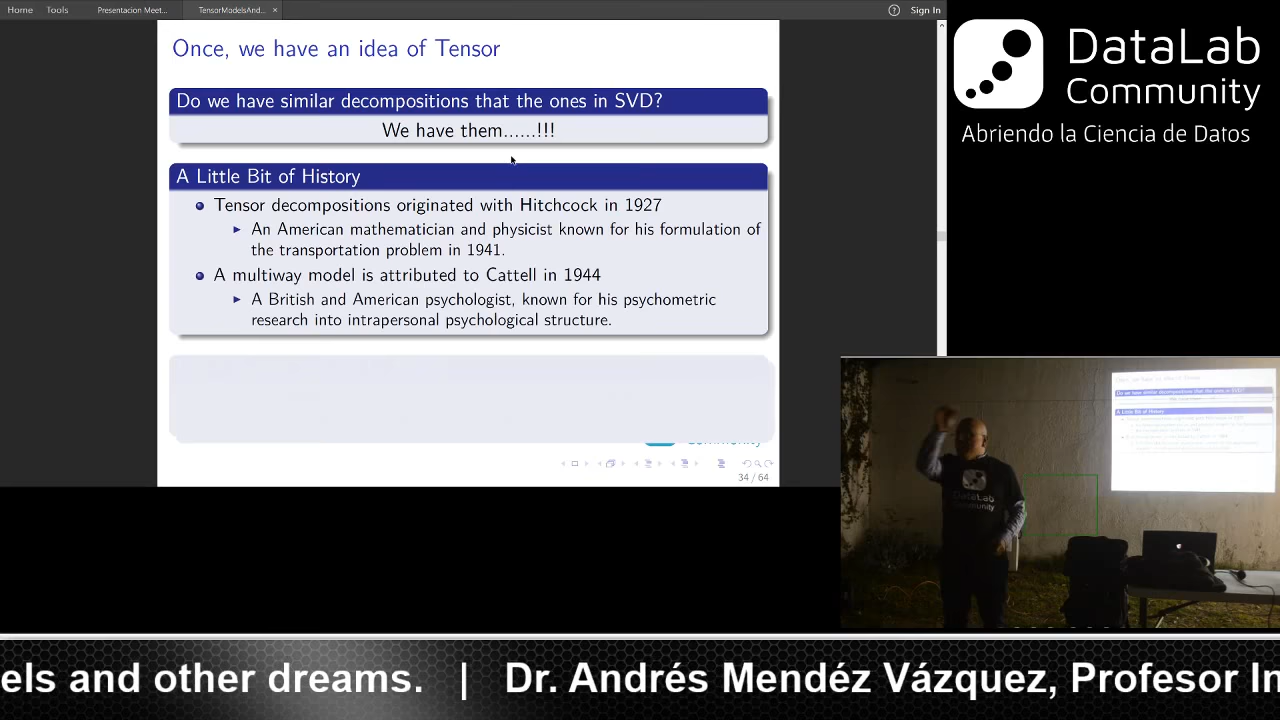 Home Tools Presentacion Meet... TensorModelsAnd... × ? Sign In
Once, we have an idea of Tensor
Do we have similar decompositions that the ones in SVD?
We have them......!!!
A Little Bit of History
Tensor decompositions originated with Hitchcock in 1927
An American mathematician and physicist known for his formulation of
the transportation problem in 1941.
A multiway model is attributed to Cattell in 1944
A British and American psychologist, known for his psychometric
research into intrapersonal psychological structure.
34 / 64
DataLab
Community
Abriendo la Ciencia de Datos
DataLab
Community
els and other dreams. | Dr. Andrés Mendéz Vázquez, Profesor In